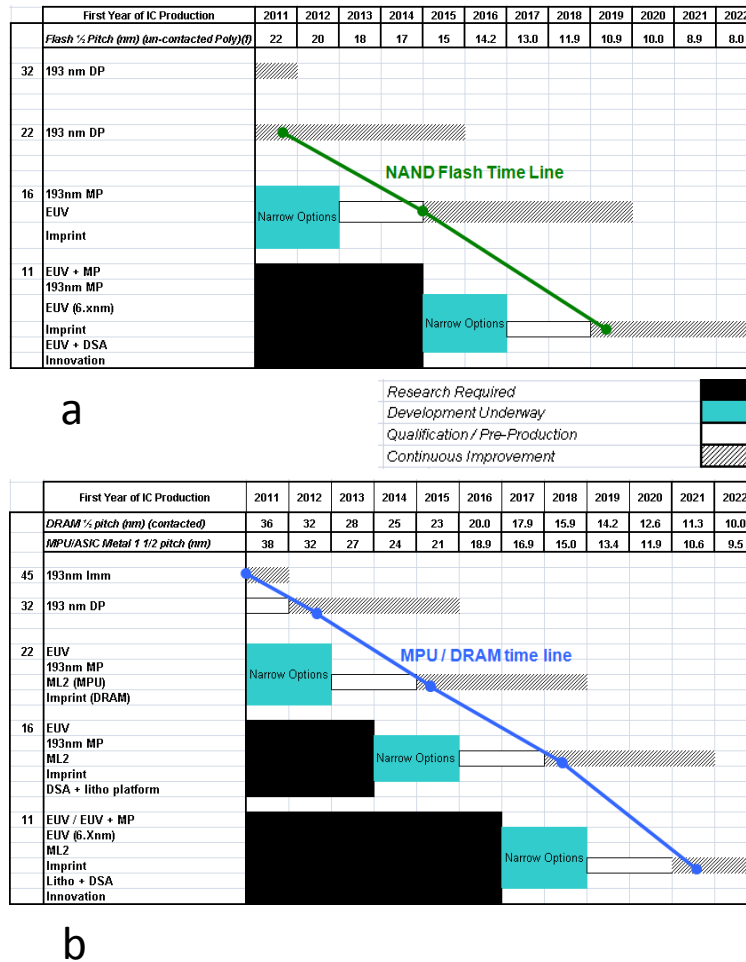 First Year of IC Production 2011 2012 2013 2014 2015 2016 2017 2018 2019 2020 2021 2022
Flash ½ Pitch (nm) (un-contacted Poly)(f) 22 20 18 17 15 14.2 13.0 11.9 10.9 10.0 8.9 8.0
32 193 nm DP
22 193 nm DP
NAND Flash Time Line
16 193nm MP
EUV
Narrow Options
Imprint
11 EUV + MP
193nm MP
EUV (6.xnm)
Narrow Options
Imprint
EUV + DSA
Innovation
a
Research Required
Development Underway
Qualification / Pre-Production
Continuous Improvement
First Year of IC Production 2011 2012 2013 2014 2015 2016 2017 2018 2019 2020 2021 2022
DRAM ½ pitch (nm) (contacted) 36 32 28 25 23 20.0 17.9 15.9 14.2 12.6 11.3 10.0
MPU/ASIC Metal 1 1/2 pitch (nm) 38 32 27 24 21 18.9 16.9 15.0 13.4 11.9 10.6 9.5
45 193nm Imm
32 193 nm DP
22 EUV
MPU / DRAM time line
193nm MP
ML2 (MPU)
Narrow Options
Imprint (DRAM)
16 EUV
193nm MP
ML2
Narrow Options
Imprint
DSA + litho platform
11 EUV / EUV + MP
EUV (6.Xnm)
ML2
Narrow Options
Imprint
Litho + DSA
Innovation
b